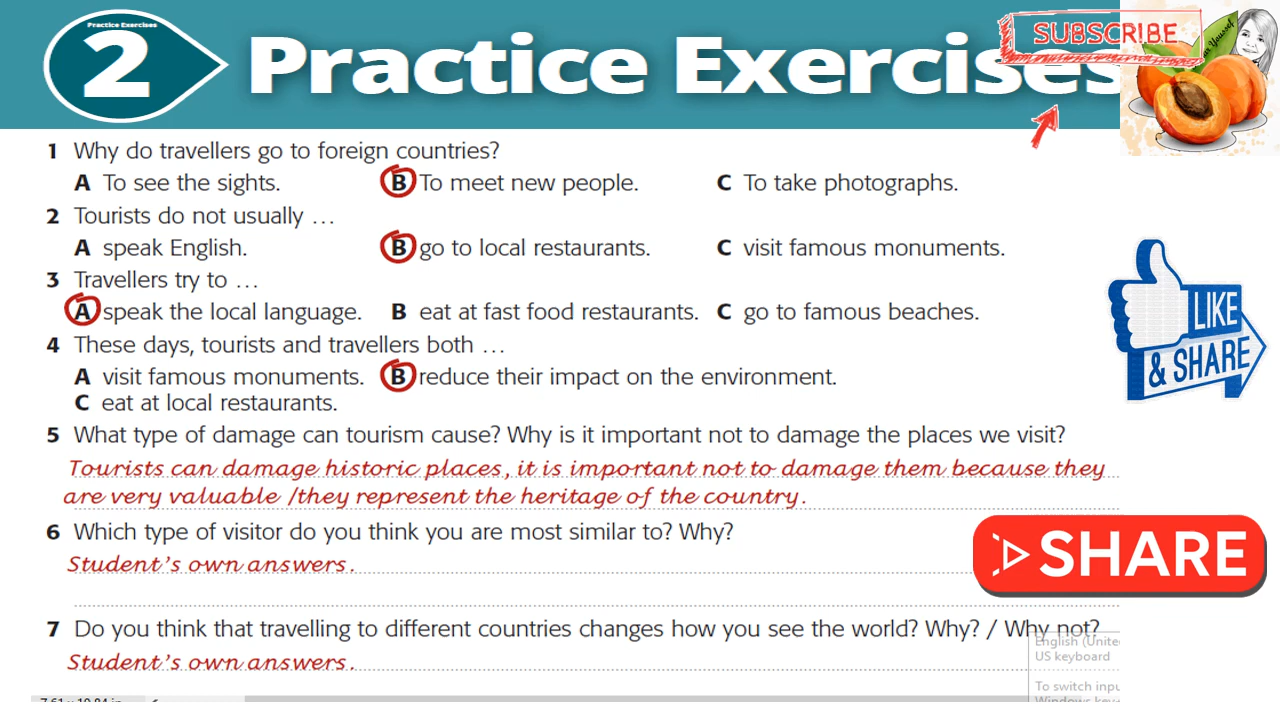 Practice Exercises
2 Practice Exercises
SUBSCRIBE
1 Why do travellers go to foreign countries?
A To see the sights. B To meet new people. C To take photographs.
2 Tourists do not usually …
A speak English. B go to local restaurants. C visit famous monuments.
3 Travellers try to …
A speak the local language. B eat at fast food restaurants. C go to famous beaches.
4 These days, tourists and travellers both …
A visit famous monuments. B reduce their impact on the environment.
C eat at local restaurants.
LIKE
& SHARE
5 What type of damage can tourism cause? Why is it important not to damage the places we visit?
Tourists can damage historic places, it is important not to damage them because they
are very valuable /they represent the heritage of the country.
6 Which type of visitor do you think you are most similar to? Why?
Student's own answers.
SHARE
7 Do you think that travelling to different countries changes how you see the world? Why? / Why not?
Student's own answers.
English (Unite
US keyboard
To switch inpu